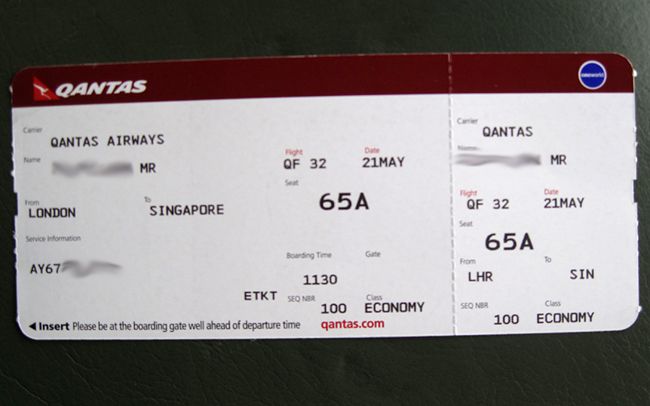 QANTAS
oneworld
Carrier
QANTAS AIRWAYS
Name
MR
Flight Date
QF 32 21MAY
Seat
65A
From To
LONDON SINGAPORE
Service Information
AY67
Boarding Time Gate
1130
ETKT
SEQ NBR Class
100 ECONOMY
◄ Insert Please be at the boarding gate well ahead of departure time
qantas.com
Carrier
QANTAS
Name
MR
Flight Date
QF 32 21MAY
Seat
65A
From To
LHR SIN
SEQ NBR Class
100 ECONOMY